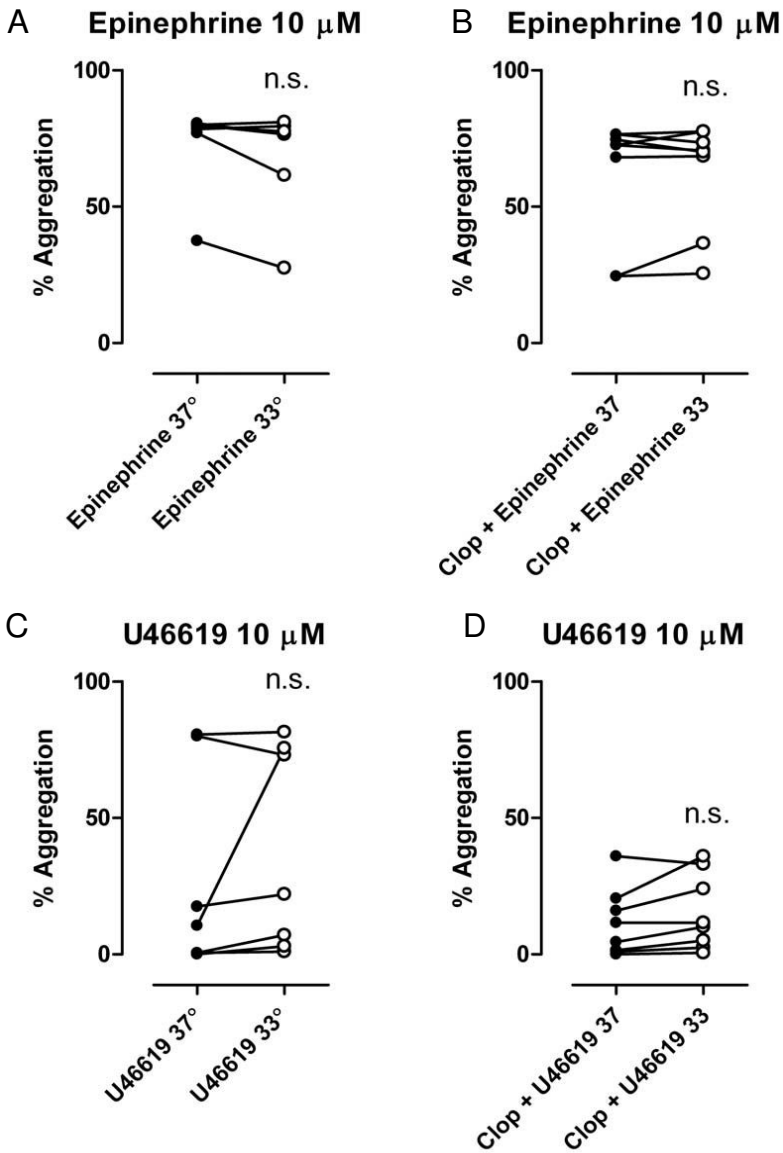 A
Epinephrine 10 μM
n.s.
100
50
0
% Aggregation
Epinephrine 37°
Epinephrine 33°
B
Epinephrine 10 μM
n.s.
100
50
0
% Aggregation
Clop + Epinephrine 37
Clop + Epinephrine 33
C
U46619 10 μM
n.s.
100
50
0
% Aggregation
U46619 37°
U46619 33°
D
U46619 10 μM
n.s.
100
50
0
% Aggregation
Clop + U46619 37
Clop + U46619 33